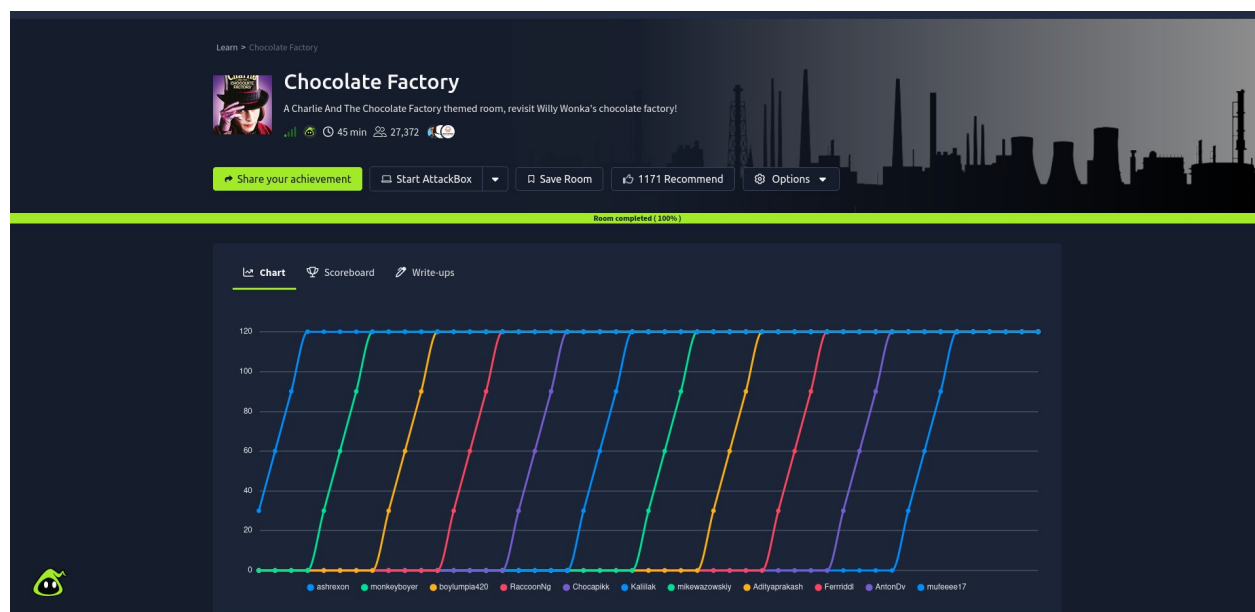 Learn > Chocolate Factory
CHOCOLATE
FACTORY
Chocolate Factory
A Charlie And The Chocolate Factory themed room, revisit Willy Wonka's chocolate factory!
45 min 27,372
Share your achievement Start AttackBox Save Room 1171 Recommend Options
Room completed ( 100% )
Chart Scoreboard Write-ups
120
100
80
60
40
20
0
ashrexon monkeyboyer boylumpia420 RaccoonNg Chocapikk Kalilak mikewazowskiy Adityaprakash Ferrriddl AntonDv mufeeee17